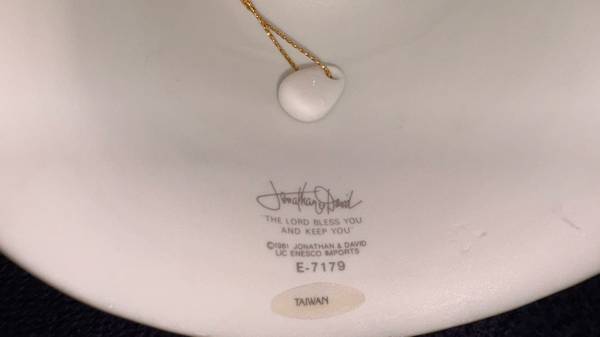 Jonathan & David
"THE LORD BLESS YOU
AND KEEP YOU"
©1981 JONATHAN & DAVID
LIC ENESCO IMPORTS
E-7179
TAIWAN